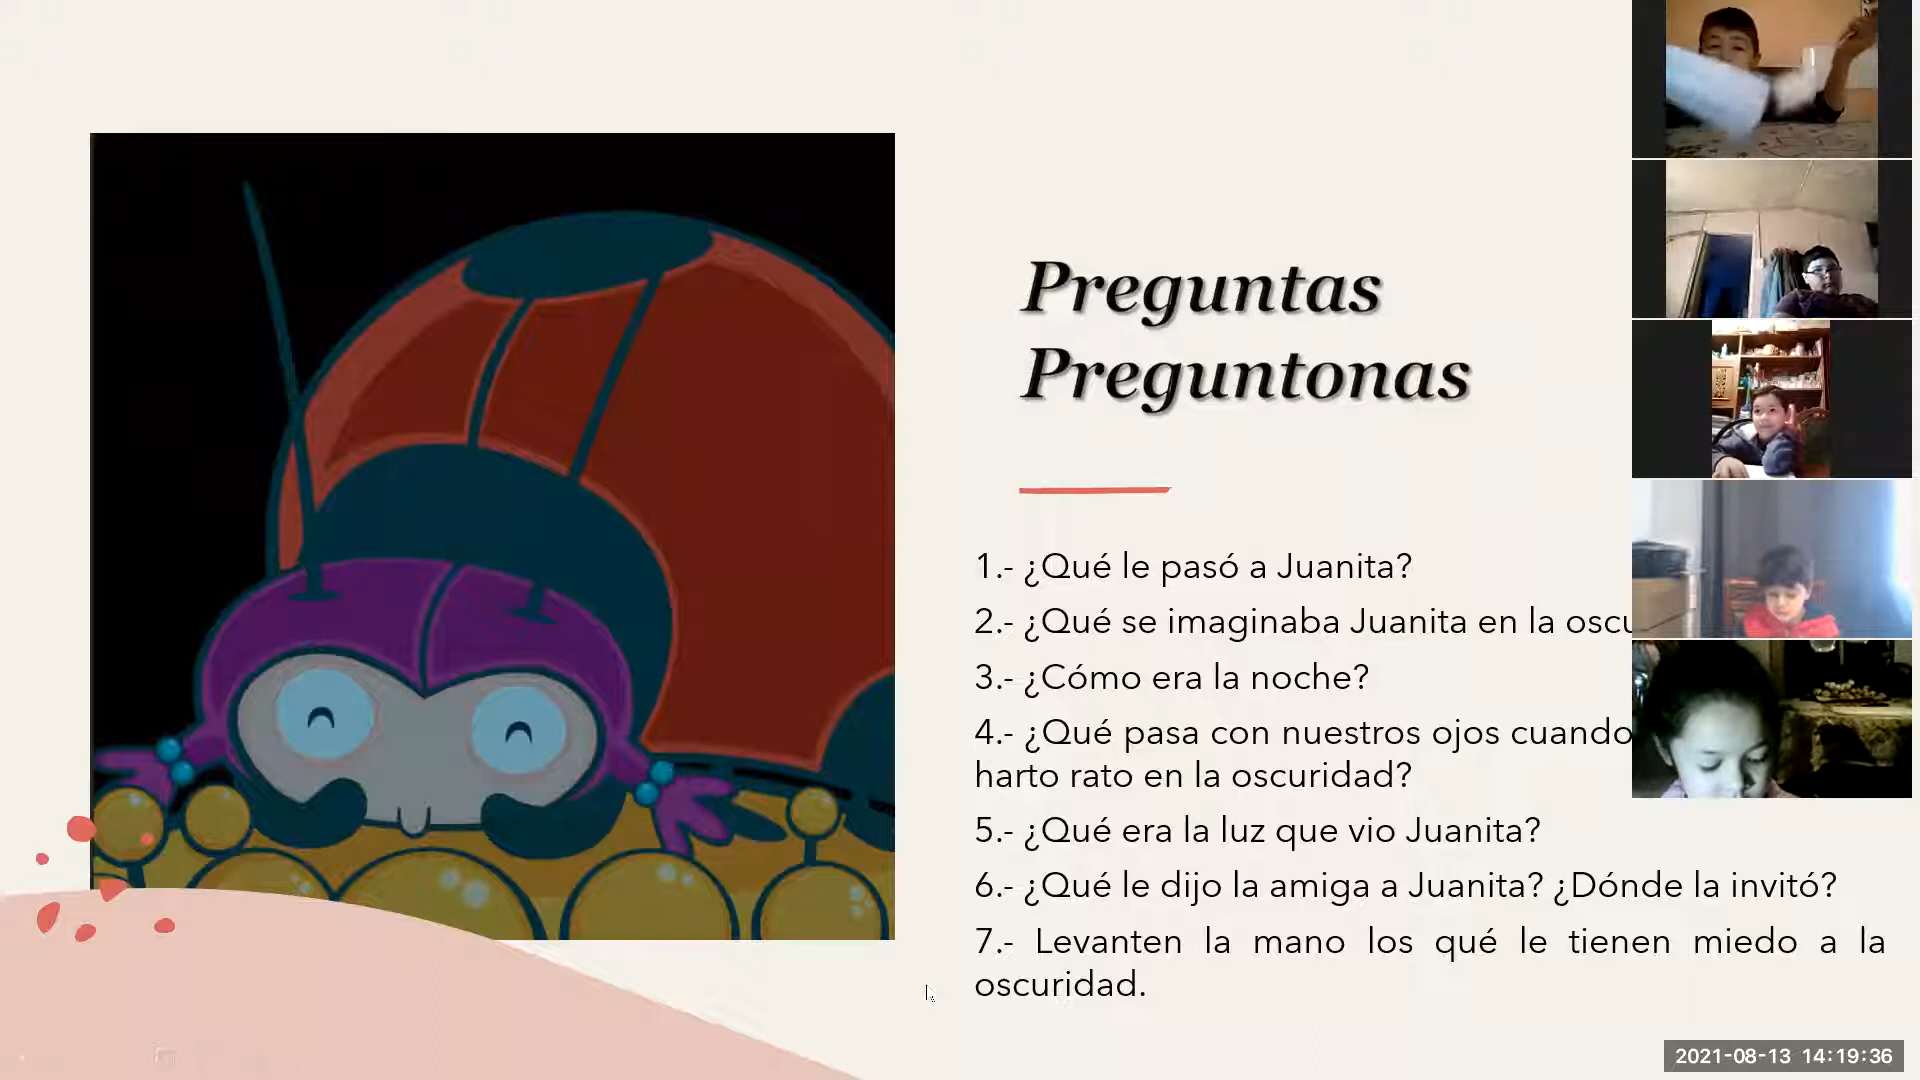 Preguntas
Preguntonas
1.- ¿Qué le pasó a Juanita?
2.- ¿Qué se imaginaba Juanita en la
3.- ¿Cómo era la noche?
4.- ¿Qué pasa con nuestros ojos cuando
harto rato en la oscuridad?
5.- ¿Qué era la luz que vio Juanita?
6.- ¿Qué le dijo la amiga a Juanita? ¿Dónde la invitó?
7.- Levanten la mano los qué le tienen miedo a la
oscuridad.
2021-08-13 14:19:36